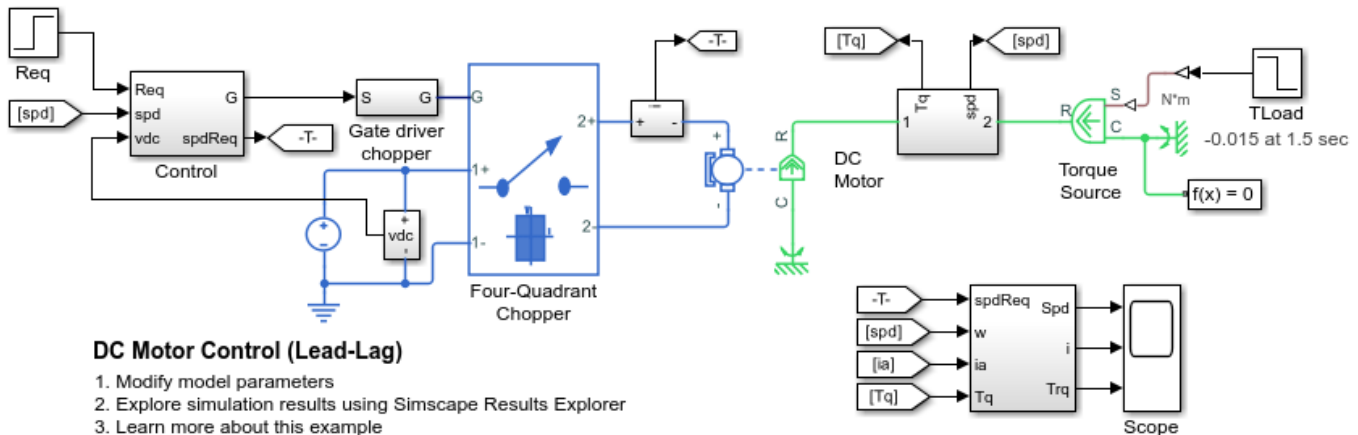 Req
[spd]
Req
spd
vdc
G
spdReq
Control
-T-
S
G
Gate driver
chopper
vdc
+
-
+
−
G
1+
1-
2+
2-
Four-Quadrant
Chopper
+
-
-T-
+
-
R
C
DC
Motor
[Tq]
[spd]
Tq
spd
1
2
R
S
C
N*m
Torque
Source
TLoad
-0.015 at 1.5 sec
f(x) = 0
-T-
[spd]
[ia]
[Tq]
spdReq
w
ia
Tq
Spd
i
Trq
Scope
DC Motor Control (Lead-Lag)
1. Modify model parameters
2. Explore simulation results using Simscape Results Explorer
3. Learn more about this example